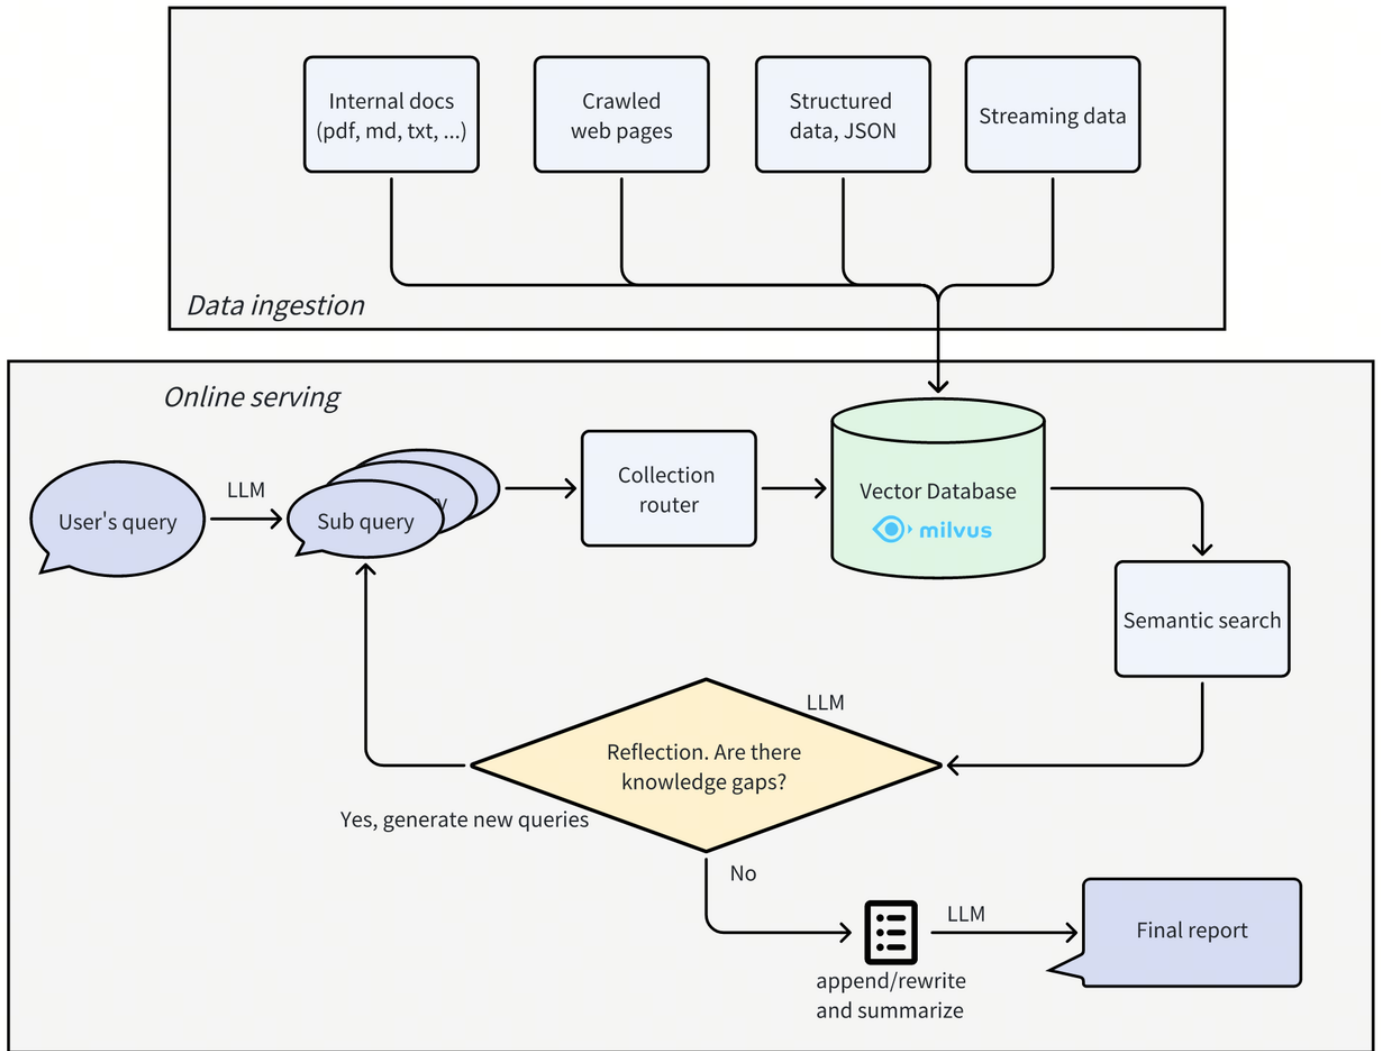 Internal docs
(pdf, md, txt, ...)
Crawled
web pages
Structured
data, JSON
Streaming data
Data ingestion
Online serving
User's query
LLM
Sub query
Collection
router
Vector Database
milvus
Semantic search
LLM
Reflection. Are there
knowledge gaps?
Yes, generate new queries
No
append/rewrite
and summarize
LLM
Final report